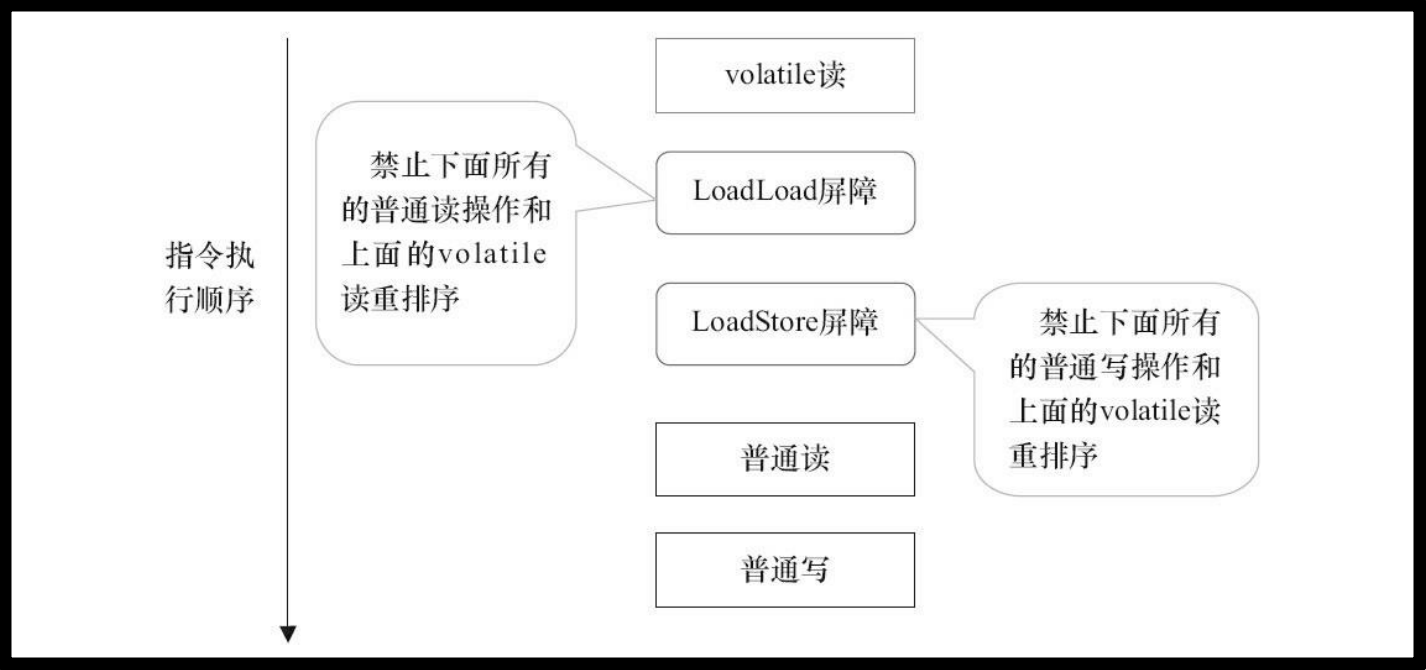 volatile读
禁止下面所有
的普通读操作和
上面的volatile
读重排序
LoadLoad屏障
指令执
行顺序
LoadStore屏障
禁止下面所有
的普通写操作和
上面的volatile读
重排序
普通读
普通写